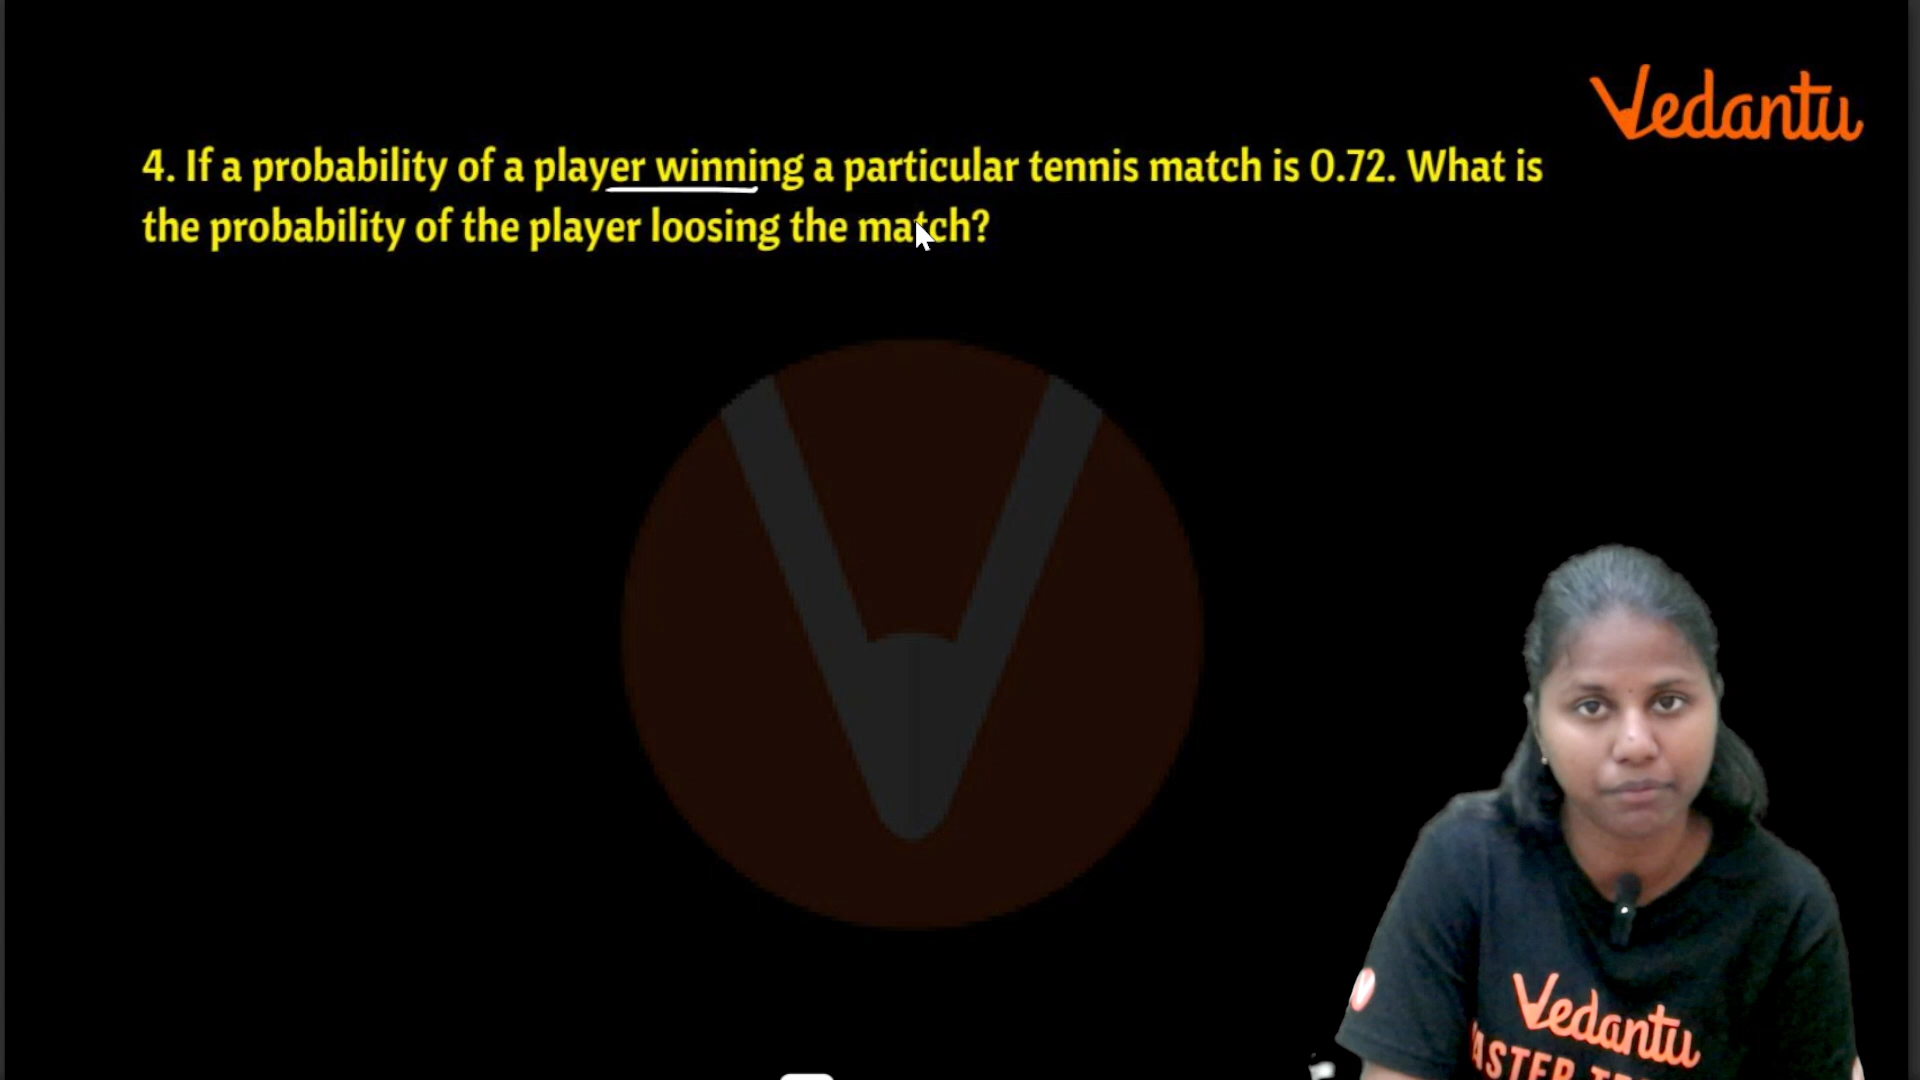 Vedantu
4. If a probability of a player winning a particular tennis match is 0.72. What is
the probability of the player loosing the match?
Vedantu